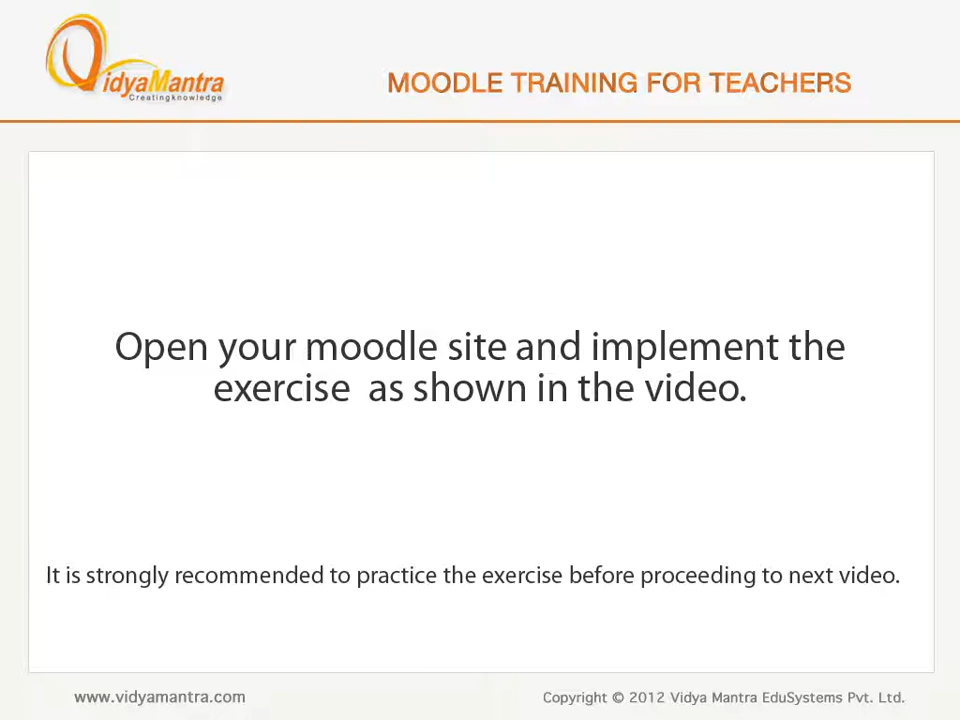 VidyaMantra
Creatingknowledge
MOODLE TRAINING FOR TEACHERS
Open your moodle site and implement the
exercise as shown in the video.
It is strongly recommended to practice the exercise before proceeding to next video.
www.vidyamantra.com
Copyright © 2012 Vidya Mantra EduSystems Pvt. Ltd.